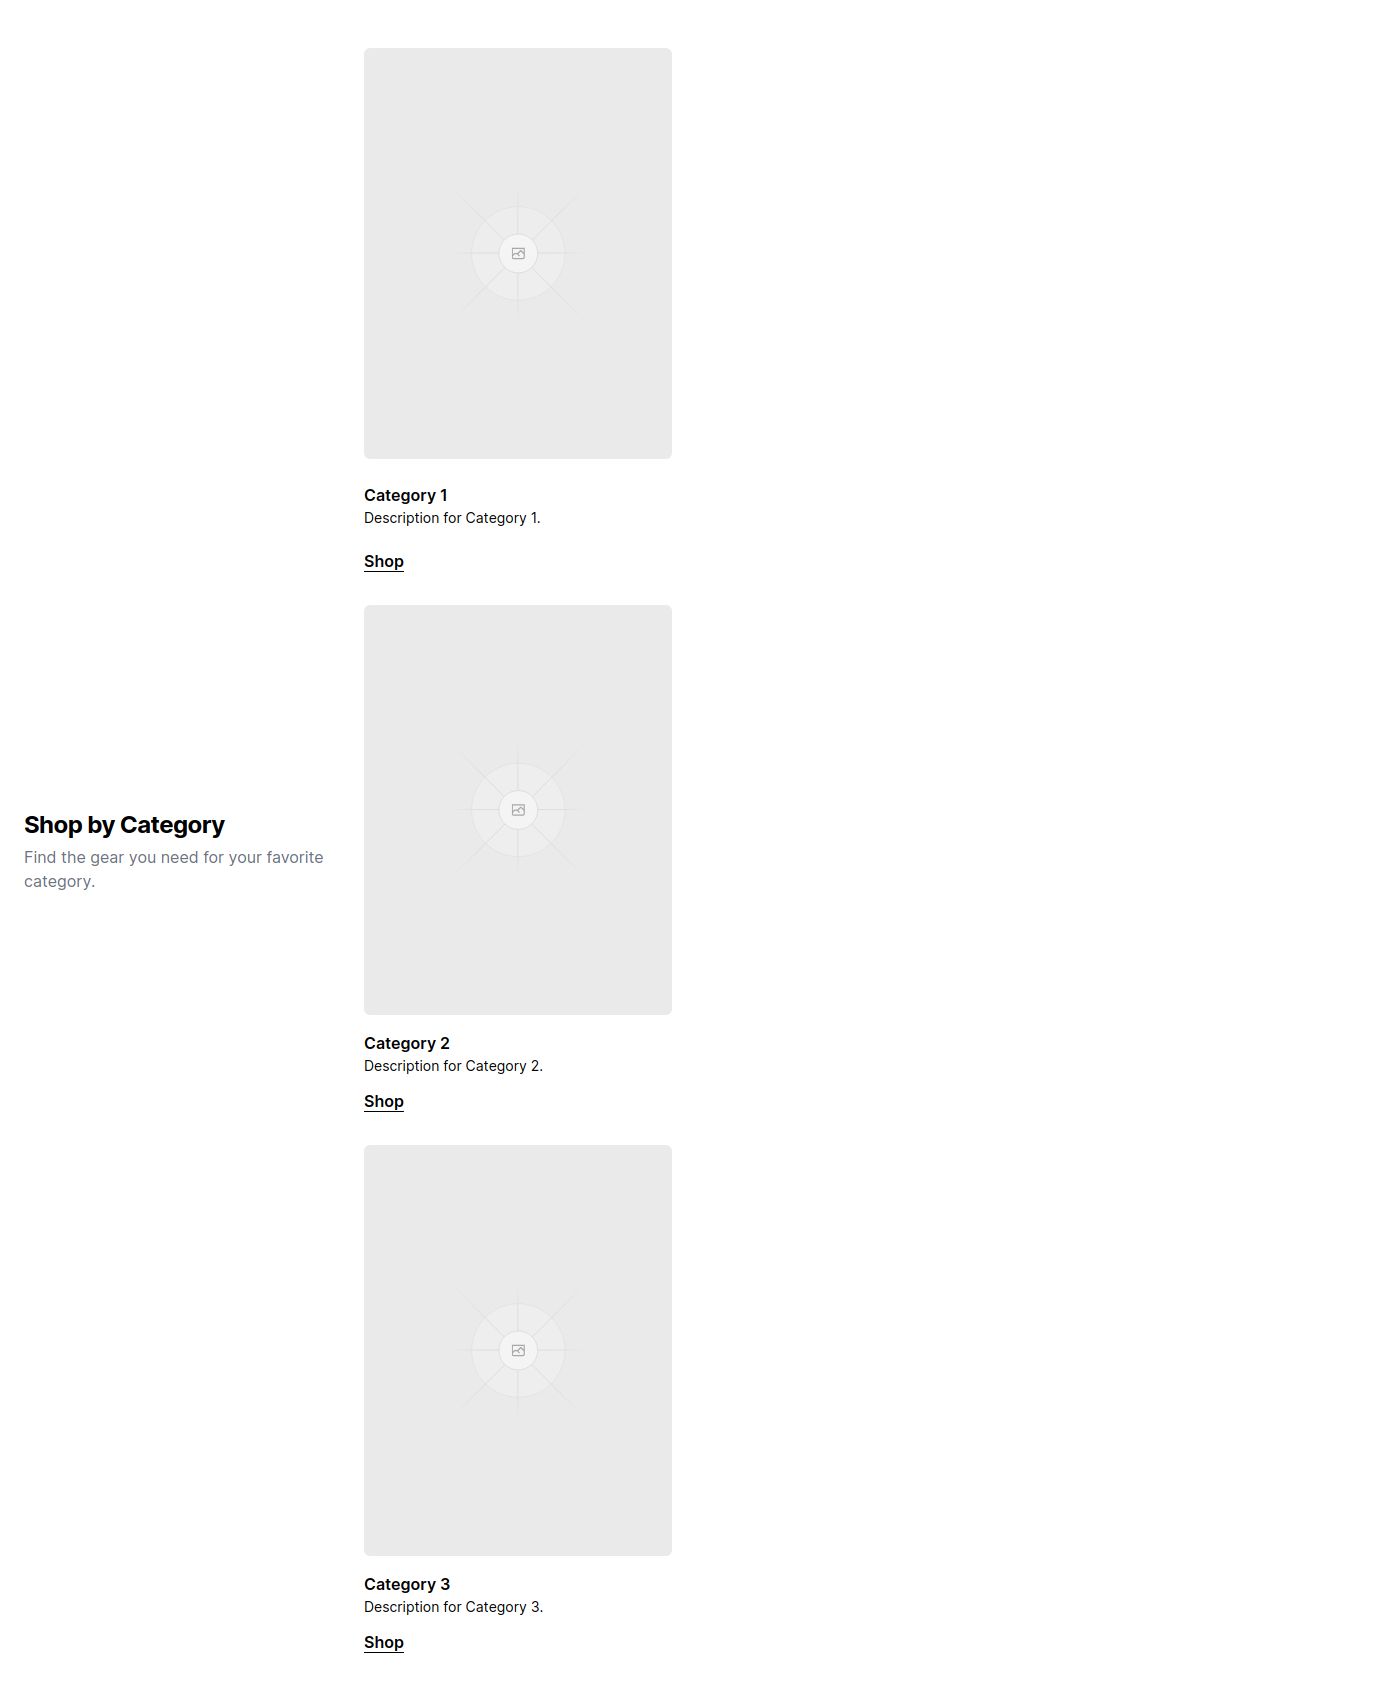 Shop by Category
Find the gear you need for your favorite
category.
Category 1
Description for Category 1.
Shop
Category 2
Description for Category 2.
Shop
Category 3
Description for Category 3.
Shop